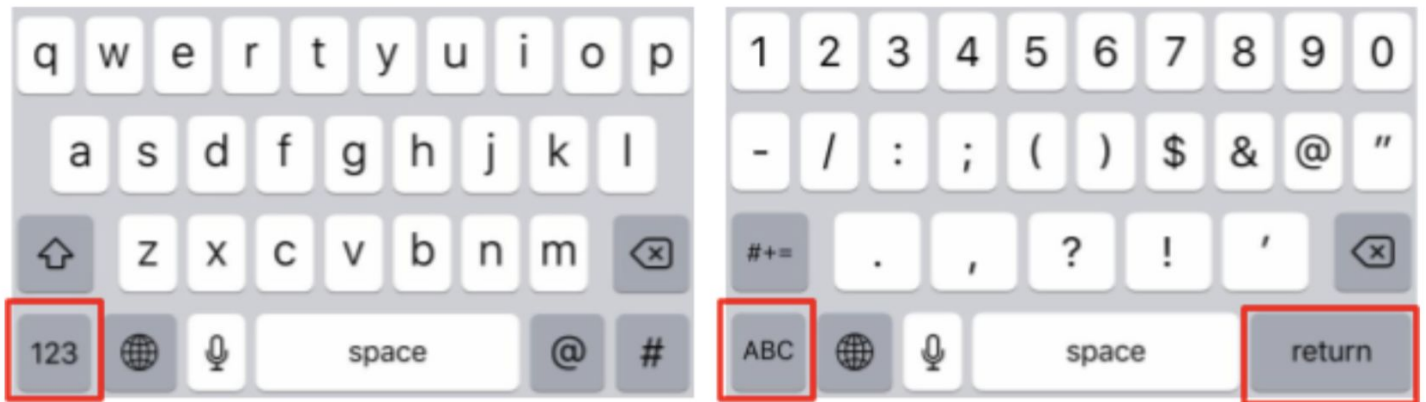 q w e r t y u i o p
a s d f g h j k l
z x c v b n m
123 space @ #
1 2 3 4 5 6 7 8 9 0
- / : ; ( ) $ & @ "
#+= . , ? ! '
ABC space return